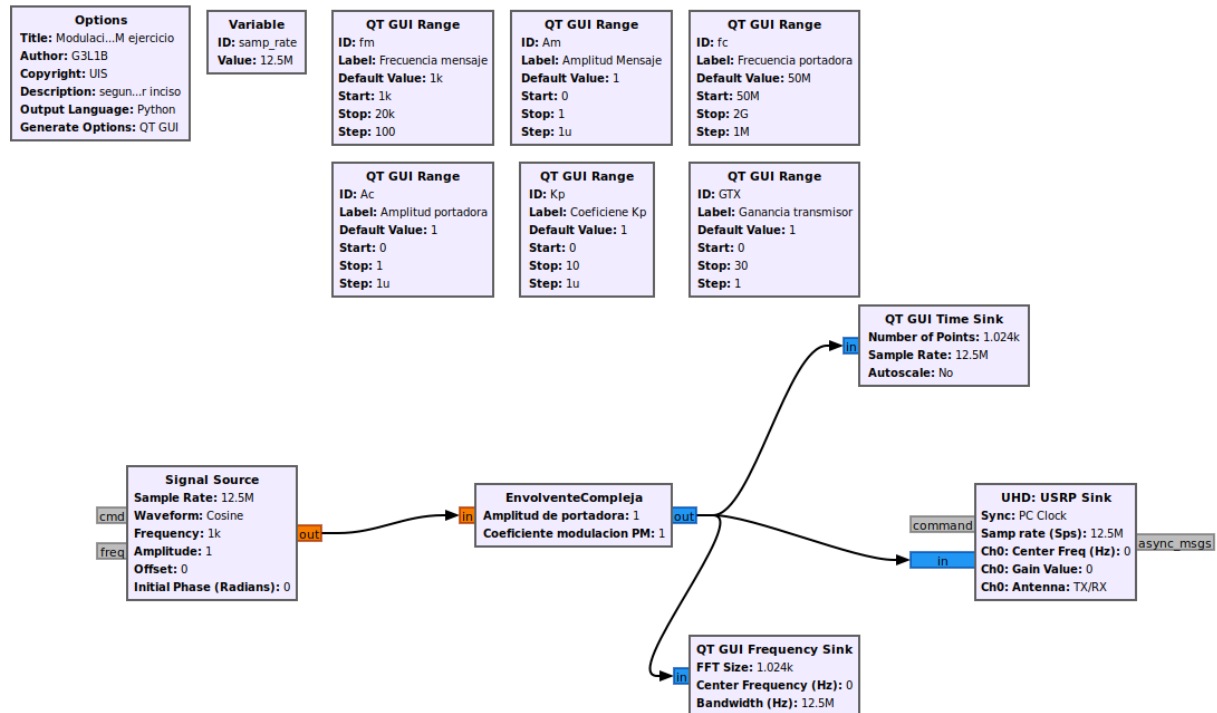 Options
Title: Modulaci...M ejercicio
Author: G3L1B
Copyright: UIS
Description: segun...r inciso
Output Language: Python
Generate Options: QT GUI
Variable
ID: samp_rate
Value: 12.5M
QT GUI Range
ID: fm
Label: Frecuencia mensaje
Default Value: 1k
Start: 1k
Stop: 20k
Step: 100
QT GUI Range
ID: Am
Label: Amplitud Mensaje
Default Value: 1
Start: 0
Stop: 1
Step: 1u
QT GUI Range
ID: fc
Label: Frecuencia portadora
Default Value: 50M
Start: 50M
Stop: 2G
Step: 1M
QT GUI Range
ID: Ac
Label: Amplitud portadora
Default Value: 1
Start: 0
Stop: 1
Step: 1u
QT GUI Range
ID: Kp
Label: Coeficiene Kp
Default Value: 1
Start: 0
Stop: 10
Step: 1u
QT GUI Range
ID: GTX
Label: Ganancia transmisor
Default Value: 1
Start: 0
Stop: 30
Step: 1
QT GUI Time Sink
Number of Points: 1.024k
Sample Rate: 12.5M
Autoscale: No
in
Signal Source
Sample Rate: 12.5M
Waveform: Cosine
Frequency: 1k
Amplitude: 1
Offset: 0
Initial Phase (Radians): 0
cmd
freq
out
in
EnvolventeCompleja
Amplitud de portadora: 1
Coeficiente modulacion PM: 1
out
UHD: USRP Sink
Sync: PC Clock
Samp rate (Sps): 12.5M
Ch0: Center Freq (Hz): 0
Ch0: Gain Value: 0
Ch0: Antenna: TX/RX
command
in
async_msgs
QT GUI Frequency Sink
FFT Size: 1.024k
Center Frequency (Hz): 0
Bandwidth (Hz): 12.5M
in